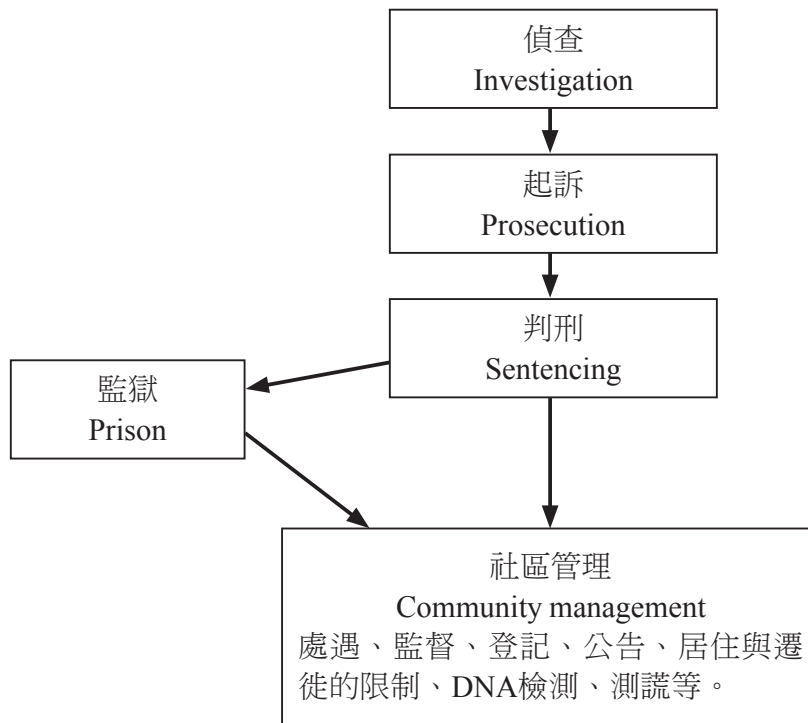 偵查
Investigation
起訴
Prosecution
判刑
Sentencing
監獄
Prison
社區管理
Community management
處遇、監督、登記、公告、居住與遷
徙的限制、DNA檢測、測謊等。